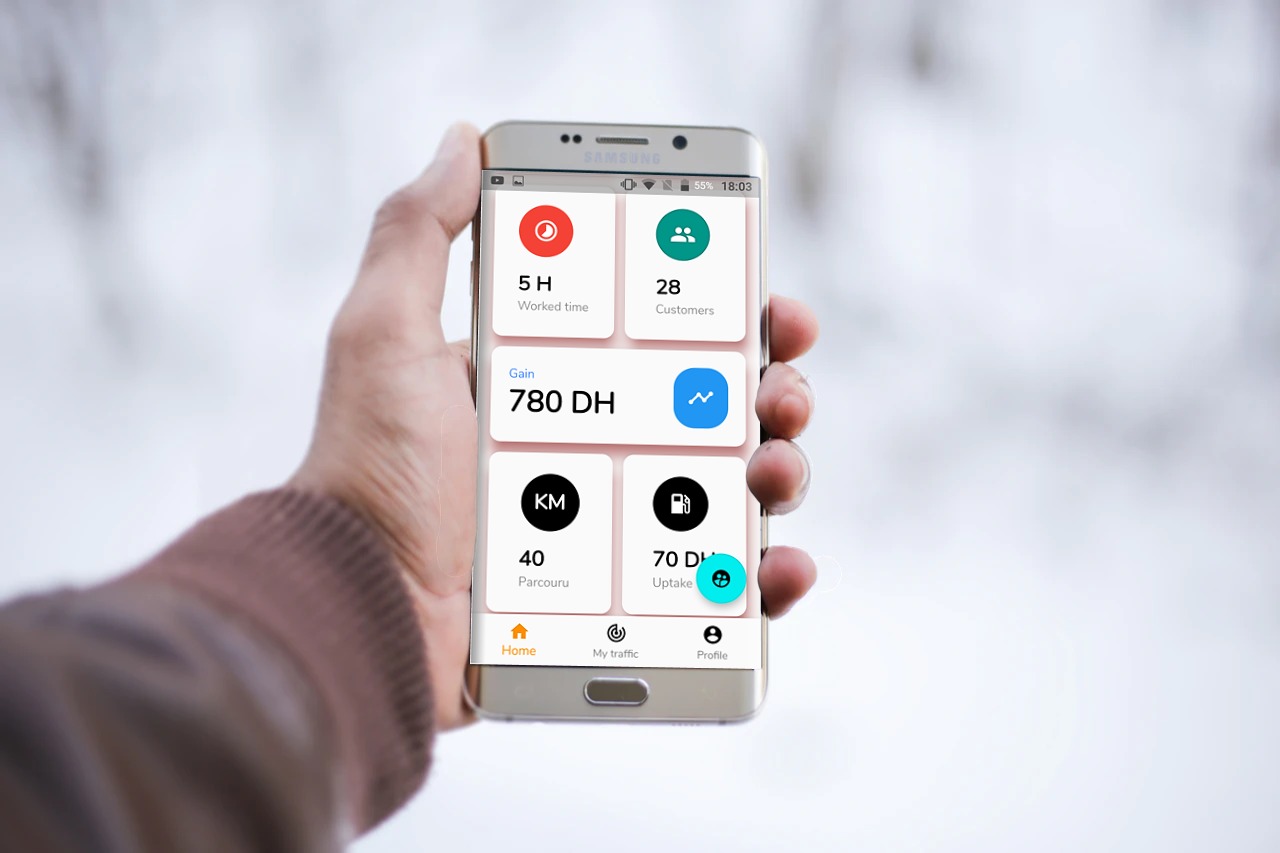 SAMSUNG
55% 18:03
5 H
Worked time
28
Customers
Gain
780 DH
KM
40
Parcouru
70 DH
Uptake
Home
My traffic
Profile